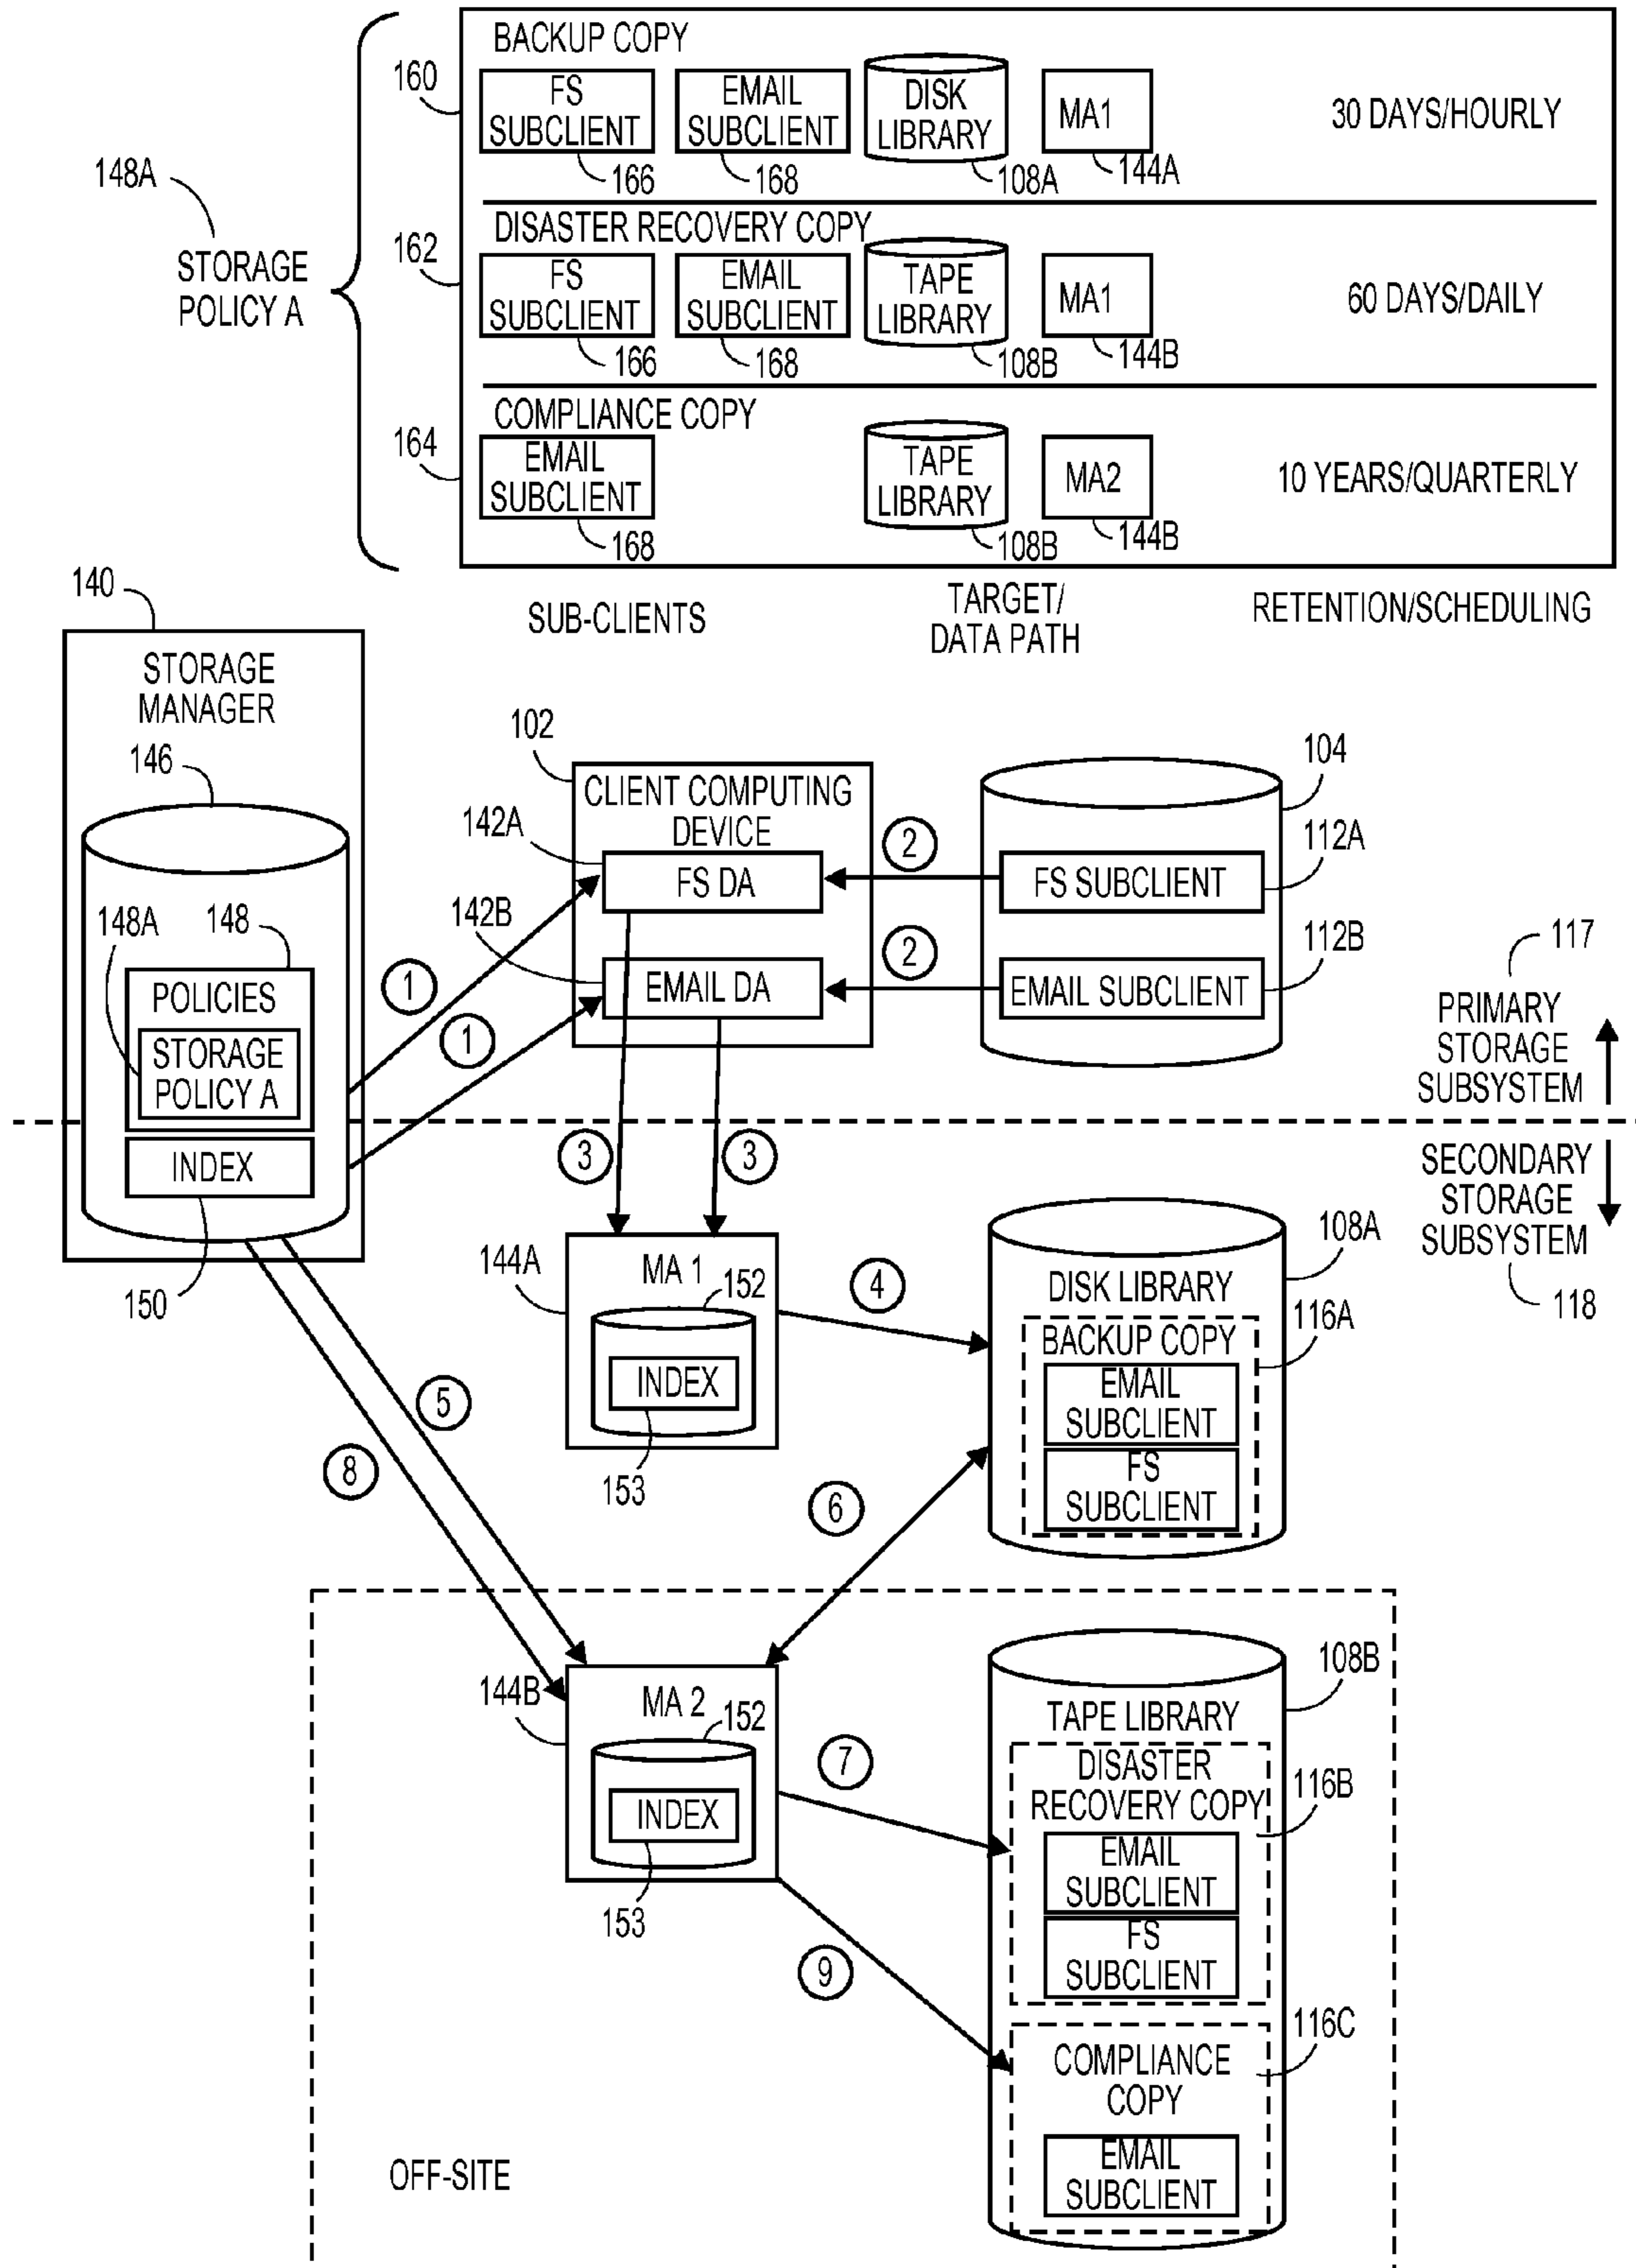 BACKUP COPY
160
FS
SUBCLIENT
166
EMAIL
SUBCLIENT
168
DISK
LIBRARY
108A
MA1
144A
30 DAYS/HOURLY
148A
STORAGE
POLICY A
DISASTER RECOVERY COPY
162
FS
SUBCLIENT
166
EMAIL
SUBCLIENT
168
TAPE
LIBRARY
108B
MA1
144B
60 DAYS/DAILY
COMPLIANCE COPY
164
EMAIL
SUBCLIENT
168
TAPE
LIBRARY
108B
MA2
144B
10 YEARS/QUARTERLY
SUB-CLIENTS
TARGET/
DATA PATH
RETENTION/SCHEDULING
140
STORAGE
MANAGER
146
148A
148
POLICIES
STORAGE
POLICY A
INDEX
150
1
1
102
CLIENT COMPUTING
DEVICE
142A
FS DA
142B
EMAIL DA
2
2
104
FS SUBCLIENT
112A
EMAIL SUBCLIENT
112B
117
PRIMARY
STORAGE
SUBSYSTEM
SECONDARY
STORAGE
SUBSYSTEM
118
3
3
144A
MA 1
152
INDEX
153
4
108A
DISK LIBRARY
116A
BACKUP COPY
EMAIL
SUBCLIENT
FS
SUBCLIENT
5
8
6
144B
MA 2
152
INDEX
153
7
9
108B
TAPE LIBRARY
DISASTER
RECOVERY COPY
116B
EMAIL
SUBCLIENT
FS
SUBCLIENT
116C
COMPLIANCE
COPY
EMAIL
SUBCLIENT
OFF-SITE